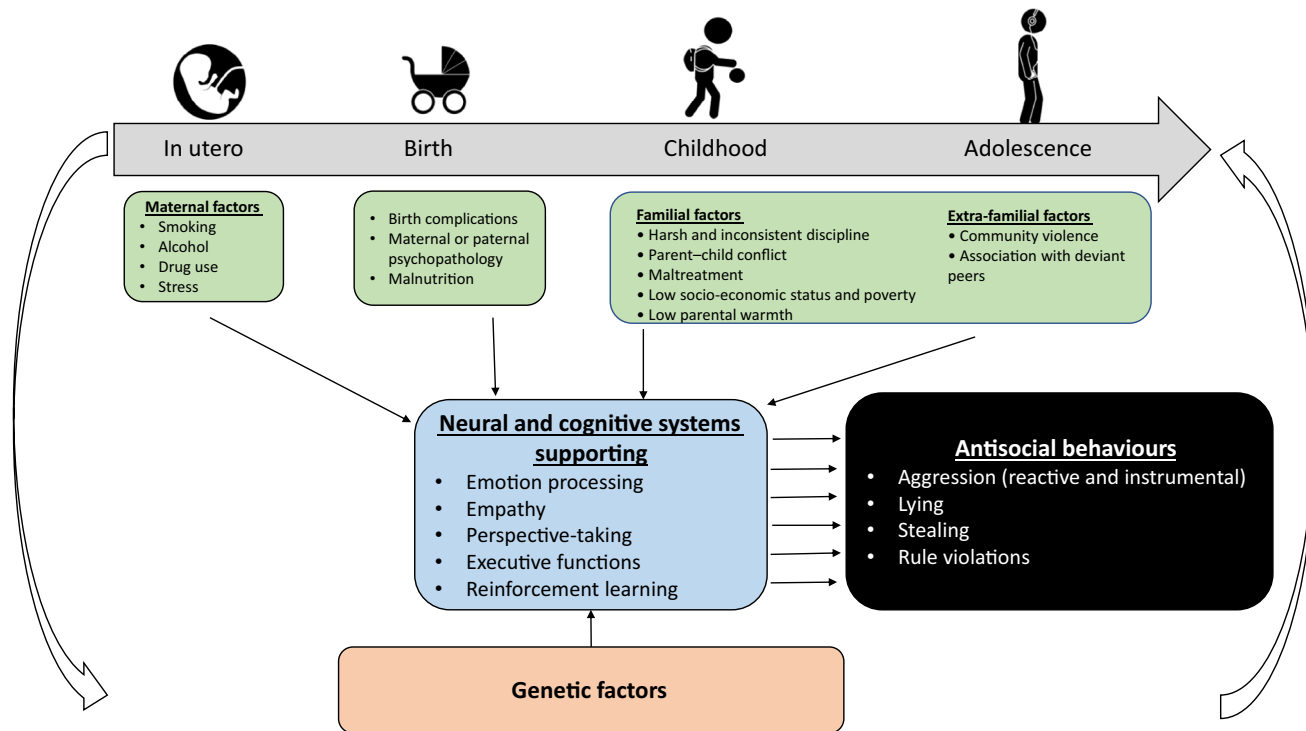 In utero
Birth
Childhood
Adolescence
Maternal factors
• Smoking
• Alcohol
• Drug use
• Stress
• Birth complications
• Maternal or paternal
psychopathology
• Malnutrition
Familial factors
• Harsh and inconsistent discipline
• Parent–child conflict
• Maltreatment
• Low socio-economic status and poverty
• Low parental warmth
Extra-familial factors
• Community violence
• Association with deviant
peers
Neural and cognitive systems
supporting
• Emotion processing
• Empathy
• Perspective-taking
• Executive functions
• Reinforcement learning
Antisocial behaviours
• Aggression (reactive and instrumental)
• Lying
• Stealing
• Rule violations
Genetic factors